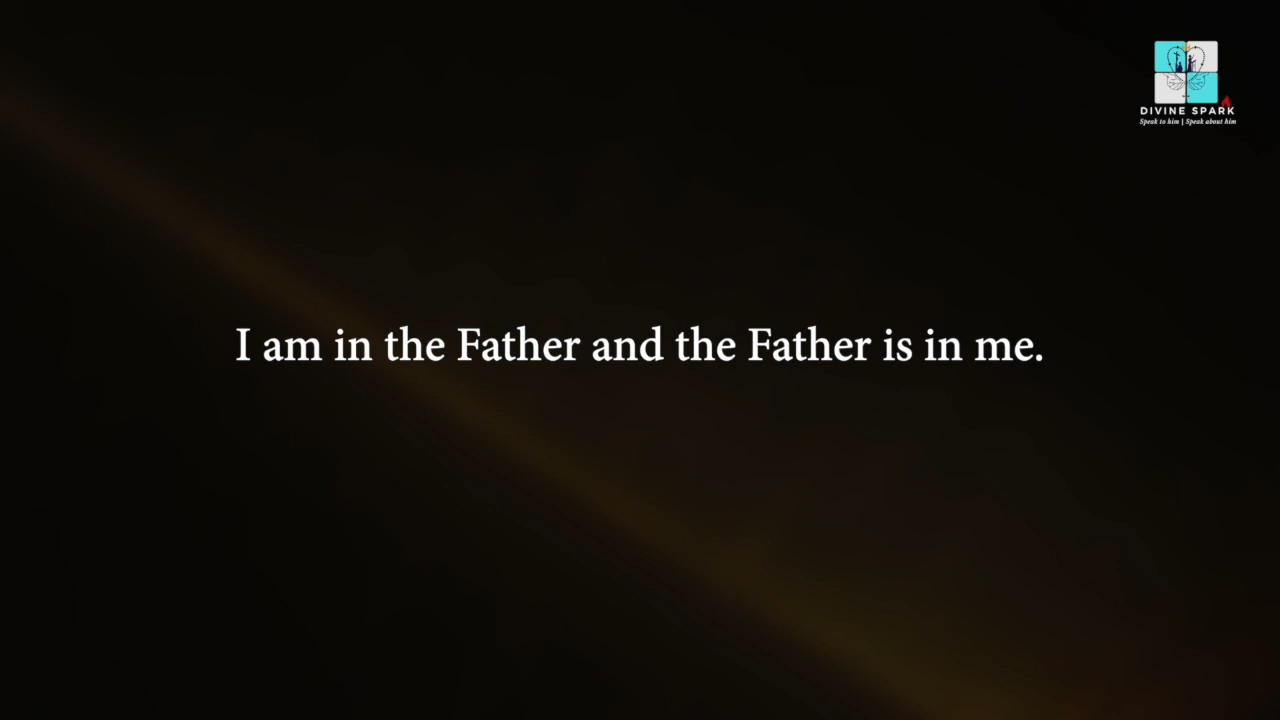 DIVINE SPARK
Speak to him | Speak about him
I am in the Father and the Father is in me.